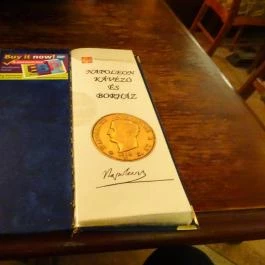 Buy it now!
NAPOLEON
KÁVÉZÓ
ÉS
BORHÁZ
Napoleon